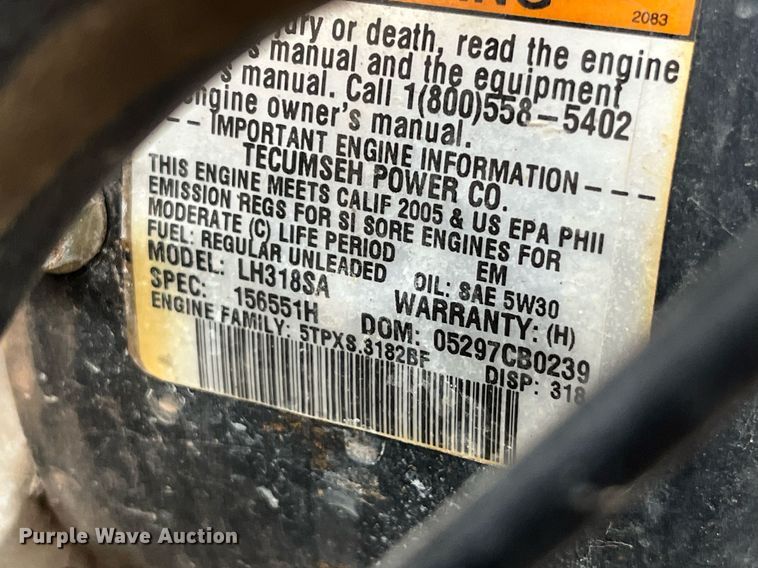 2083
ury or death, read the engine
's manual and the equipment
's manual. Call 1(800)558-5402
engine owner's manual.
-- IMPORTANT ENGINE INFORMATION ---
TECUMSEH POWER CO.
THIS ENGINE MEETS CALIF 2005 & US EPA PHII
EMISSION REGS FOR SI SORE ENGINES FOR
MODERATE (C) LIFE PERIOD EM
FUEL: REGULAR UNLEADED OIL: SAE 5W30
MODEL: LH318SA WARRANTY: (H)
SPEC: 156551H DOM: 05297CB0239
ENGINE FAMILY: 5TPXS.3182BF DISP: 318
Purple Wave Auction